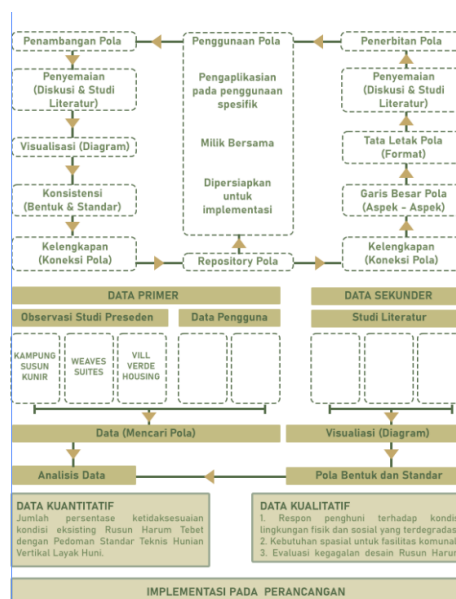 Penambangan Pola
Penggunaan Pola
Penerbitan Pola
Penyemaian
(Diskusi & Studi
Literatur)
Pengaplikasian
pada penggunaan
spesifik
Penyemaian
(Diskusi & Studi
Literatur)
Visualisasi (Diagram)
Milik Bersama
Tata Letak Pola
(Format)
Konsistensi
(Bentuk & Standar)
Dipersiapkan
untuk
implementasi
Garis Besar Pola
(Aspek - Aspek)
Kelengkapan
(Koneksi Pola)
Repository Pola
Kelengkapan
(Koneksi Pola)
DATA PRIMER
DATA SEKUNDER
Observasi Studi Preseden
Data Pengguna
Studi Literatur
KAMPUNG
SUSUN
KUNIR
WEAVES
SUITES
VILL
VERDE
HOUSING
Data (Mencari Pola)
Visualiasi (Diagram)
Analisis Data
Pola Bentuk dan Standar
DATA KUANTITATIF
Jumlah persentase ketidaksesuaian
kondisi eksisting Rusun Harum Tebet
dengan Pedoman Standar Teknis Hunian
Vertikal Layak Huni.
DATA KUALITATIF
1. Respon penghuni terhadap kondis
lingkungan fisik dan sosial yang terdegras
2. Kebutuhan spasial untuk fasilitas komunal
3. Evaluasi kegagalan desain Rusun Harur
IMPLEMENTASI PADA PERANCANGAN